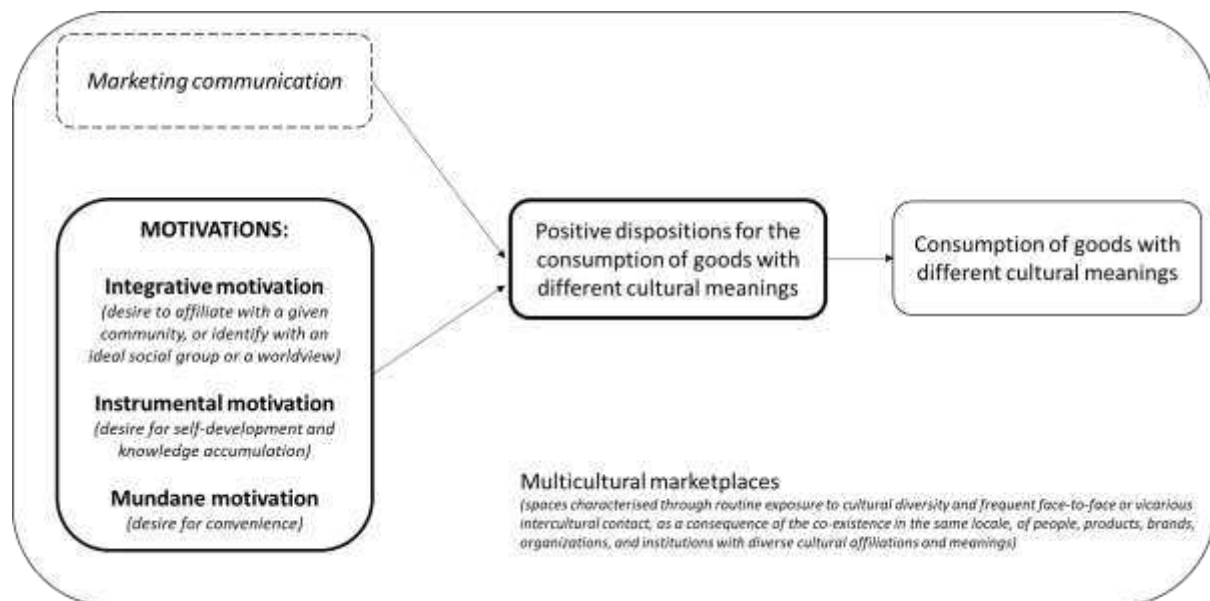 Marketing communication
MOTIVATIONS:
Integrative motivation
(desire to affiliate with a given
community, or identify with an
ideal social group or a worldview)
Instrumental motivation
(desire for self-development and
knowledge accumulation)
Mundane motivation
(desire for convenience)
Positive dispositions for the
consumption of goods with
different cultural meanings
Consumption of goods with
different cultural meanings
Multicultural marketplaces
(spaces characterised through routine exposure to cultural diversity and frequent face-to-face or vicarious
intercultural contact, as a consequence of the co-existence in the same locale, of people, products, brands,
organizations, and institutions with diverse cultural affiliations and meanings)